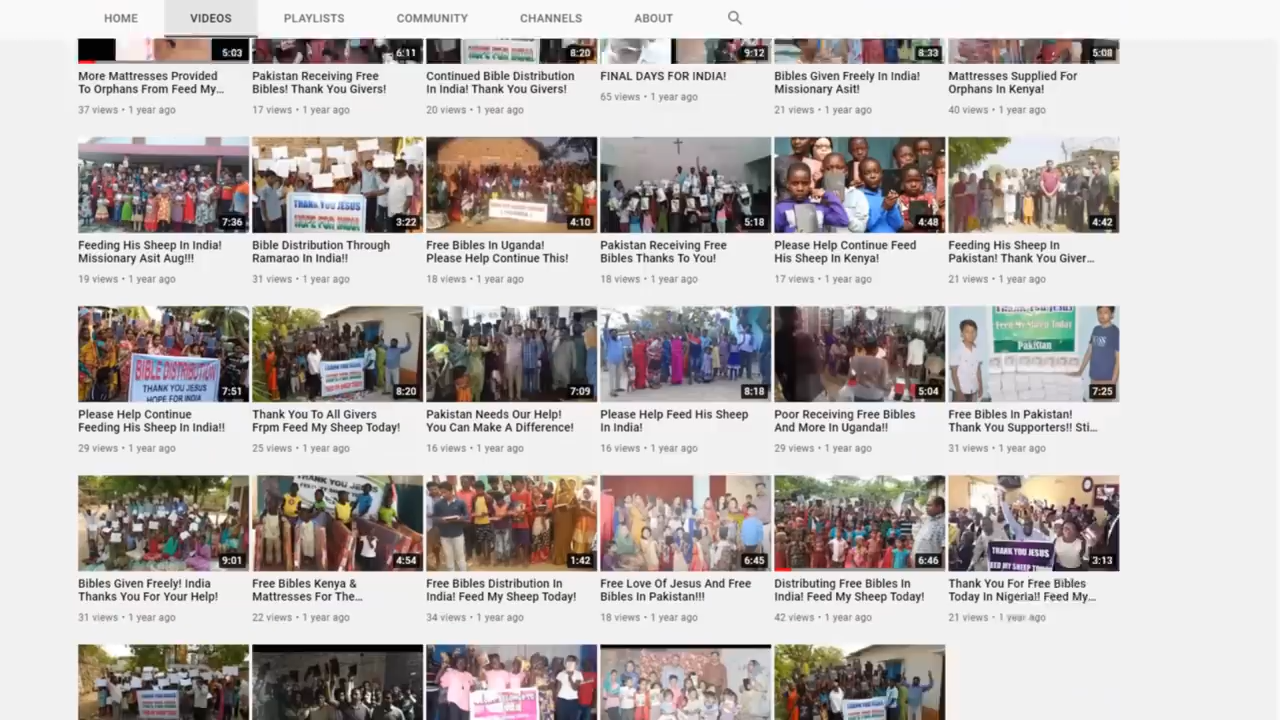 HOME VIDEOS PLAYLISTS COMMUNITY CHANNELS ABOUT
5:03 6:11 8:20 9:12 8:33 5:08
More Mattresses Provided
To Orphans From Feed My...
37 views • 1 year ago
Pakistan Receiving Free
Bibles! Thank You Givers!
17 views • 1 year ago
Continued Bible Distribution
In India! Thank You Givers!
20 views • 1 year ago
FINAL DAYS FOR INDIA!
65 views • 1 year ago
Bibles Given Freely In India!
Missionary Asit!
21 views • 1 year ago
Mattresses Supplied For
Orphans In Kenya!
40 views • 1 year ago
7:36
Feeding His Sheep In India!
Missionary Asit Aug!!!
19 views • 1 year ago
THANK YOU JESUS
HOPE FOR INDIA
3:22
Bible Distribution Through
Ramarao In India!!
31 views • 1 year ago
4:10
Free Bibles In Uganda!
Please Help Continue This!
18 views • 1 year ago
5:18
Pakistan Receiving Free
Bibles Thanks To You!
18 views • 1 year ago
4:48
Please Help Continue Feed
His Sheep In Kenya!
17 views • 1 year ago
4:42
Feeding His Sheep In
Pakistan! Thank You Giver...
21 views • 1 year ago
BIBLE DISTRIBUTION
THANK YOU JESUS
HOPE FOR INDIA
7:51
Please Help Continue
Feeding His Sheep In India!!
29 views • 1 year ago
8:20
Thank You To All Givers
Frpm Feed My Sheep Today!
25 views • 1 year ago
7:09
Pakistan Needs Our Help!
You Can Make A Difference!
16 views • 1 year ago
8:18
Please Help Feed His Sheep
In India!
16 views • 1 year ago
5:04
Poor Receiving Free Bibles
And More In Uganda!!
29 views • 1 year ago
Feed My Sheep Today
Pakistan
7:25
Free Bibles In Pakistan!
Thank You Supporters!! Sti...
31 views • 1 year ago
9:01
Bibles Given Freely! India
Thanks You For Your Help!
31 views • 1 year ago
THANK YOU JESUS
4:54
Free Bibles Kenya &
Mattresses For The...
22 views • 1 year ago
1:42
Free Bibles Distribution In
India! Feed My Sheep Today!
34 views • 1 year ago
6:45
Free Love Of Jesus And Free
Bibles In Pakistan!!!
18 views • 1 year ago
6:46
Distributing Free Bibles In
India! Feed My Sheep Today!
42 views • 1 year ago
THANK YOU JESUS
3:13
Thank You For Free Bibles
Today In Nigeria!! Feed My...
21 views • 1 year ago